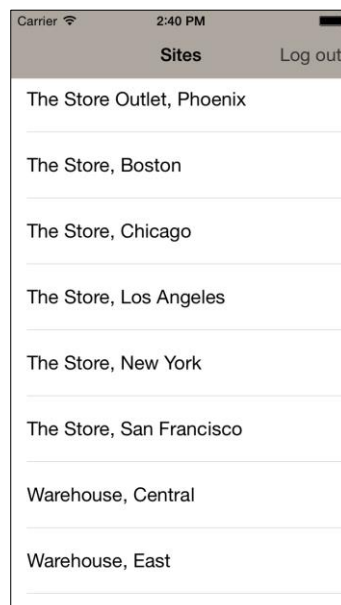 Carrier 2:40 PM
Sites Log out
The Store Outlet, Phoenix
The Store, Boston
The Store, Chicago
The Store, Los Angeles
The Store, New York
The Store, San Francisco
Warehouse, Central
Warehouse, East